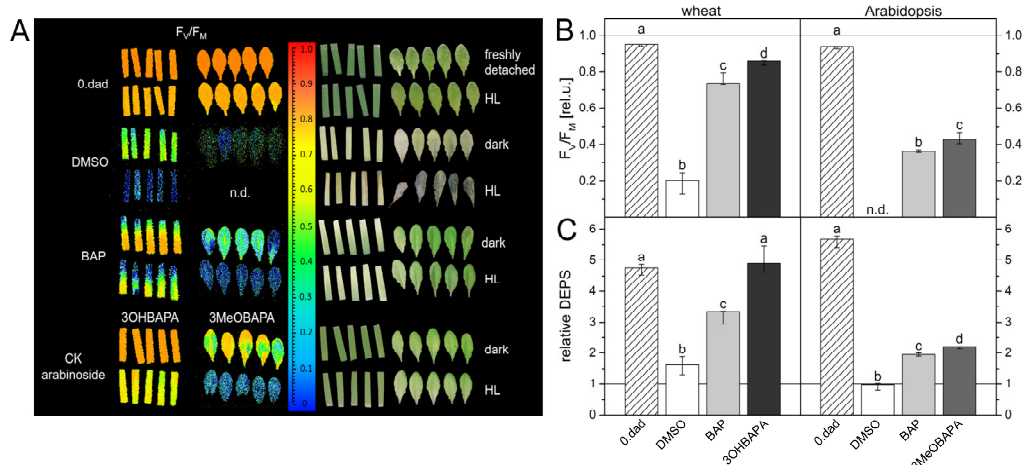 A
Fv/FM
0.dad
DMSO
n.d.
BAP
3OHBAPA 3MeOBAPA
CK
arabinoside
1.0
0.9
0.8
0.7
0.6
0.5
0.4
0.3
0.2
0.1
0.0
freshly
detached
HL
dark
HL
dark
HL
dark
HL
B
wheat Arabidopsis
FV/FM [rel.u.]
1.0
0.8
0.6
0.4
0.2
a b c d
a n.d. b c
1.0
0.8
0.6
0.4
0.2
C
relative DEPS
6
5
4
3
2
1
0
a b c a
a b c d
6
5
4
3
2
1
0
0.dad DMSO BAP 3OHBAPA
0.dad DMSO BAP 3MeOBAPA